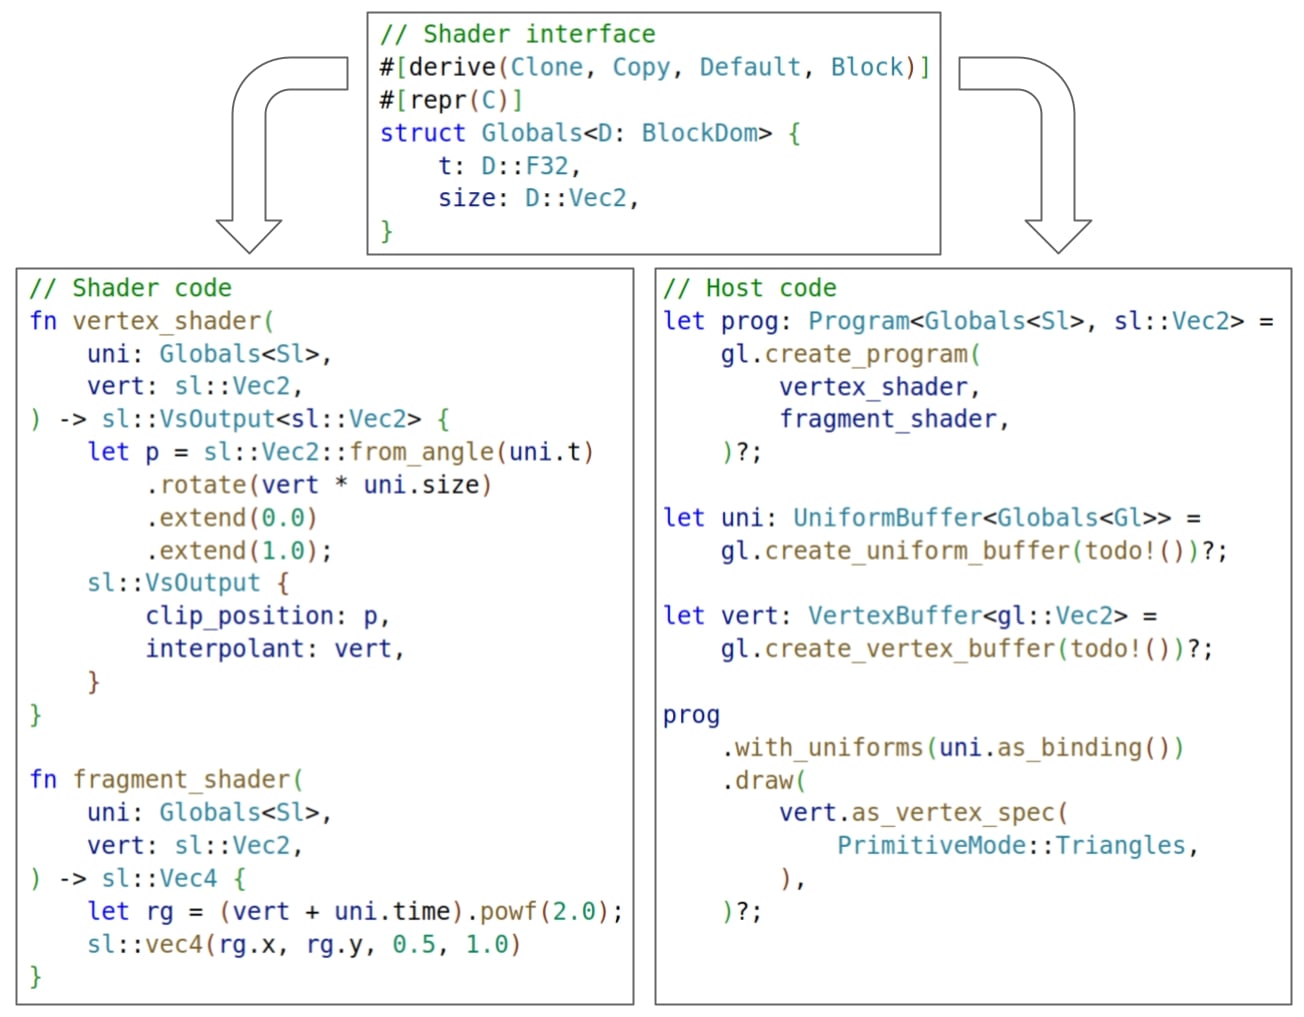 // Shader interface
#[derive(Clone, Copy, Default, Block)]
#[repr(C)]
struct Globals<D: BlockDom> {
    t: D::F32,
    size: D::Vec2,
}
// Shader code
fn vertex_shader(
    uni: Globals<Sl>,
    vert: sl::Vec2,
) -> sl::VsOutput<sl::Vec2> {
    let p = sl::Vec2::from_angle(uni.t)
        .rotate(vert * uni.size)
        .extend(0.0)
        .extend(1.0);
    sl::VsOutput {
        clip_position: p,
        interpolant: vert,
    }
}

fn fragment_shader(
    uni: Globals<Sl>,
    vert: sl::Vec2,
) -> sl::Vec4 {
    let rg = (vert + uni.time).powf(2.0);
    sl::vec4(rg.x, rg.y, 0.5, 1.0)
}
// Host code
let prog: Program<Globals<Sl>, sl::Vec2> =
    gl.create_program(
        vertex_shader,
        fragment_shader,
    )?;

let uni: UniformBuffer<Globals<Gl>> =
    gl.create_uniform_buffer(todo!())?;

let vert: VertexBuffer<gl::Vec2> =
    gl.create_vertex_buffer(todo!())?;

prog
    .with_uniforms(uni.as_binding())
    .draw(
        vert.as_vertex_spec(
            PrimitiveMode::Triangles,
        ),
    )?;